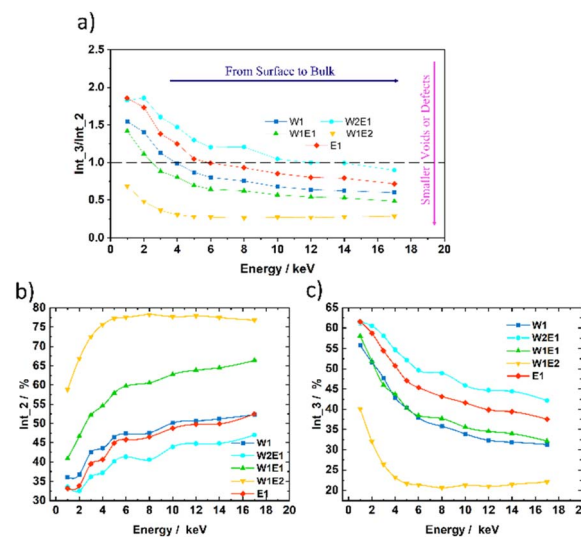 a)
2.5
2.0
1.5
1.0
0.5
0.0
Int_3/Int_2
From Surface to Bulk
W1 W2E1
W1E1 W1E2
E1
Smaller Voids or Defects
0 2 4 6 8 10 12 14 16 18 20
Energy / keV
b)
80
75
70
65
60
55
50
45
40
35
30
Int_2 / %
W1
W2E1
W1E1
W1E2
E1
0 2 4 6 8 10 12 14 16 18
Energy / keV
c)
65
60
55
50
45
40
35
30
25
20
Int_3 / %
W1
W2E1
W1E1
W1E2
E1
0 2 4 6 8 10 12 14 16 18
Energy / keV